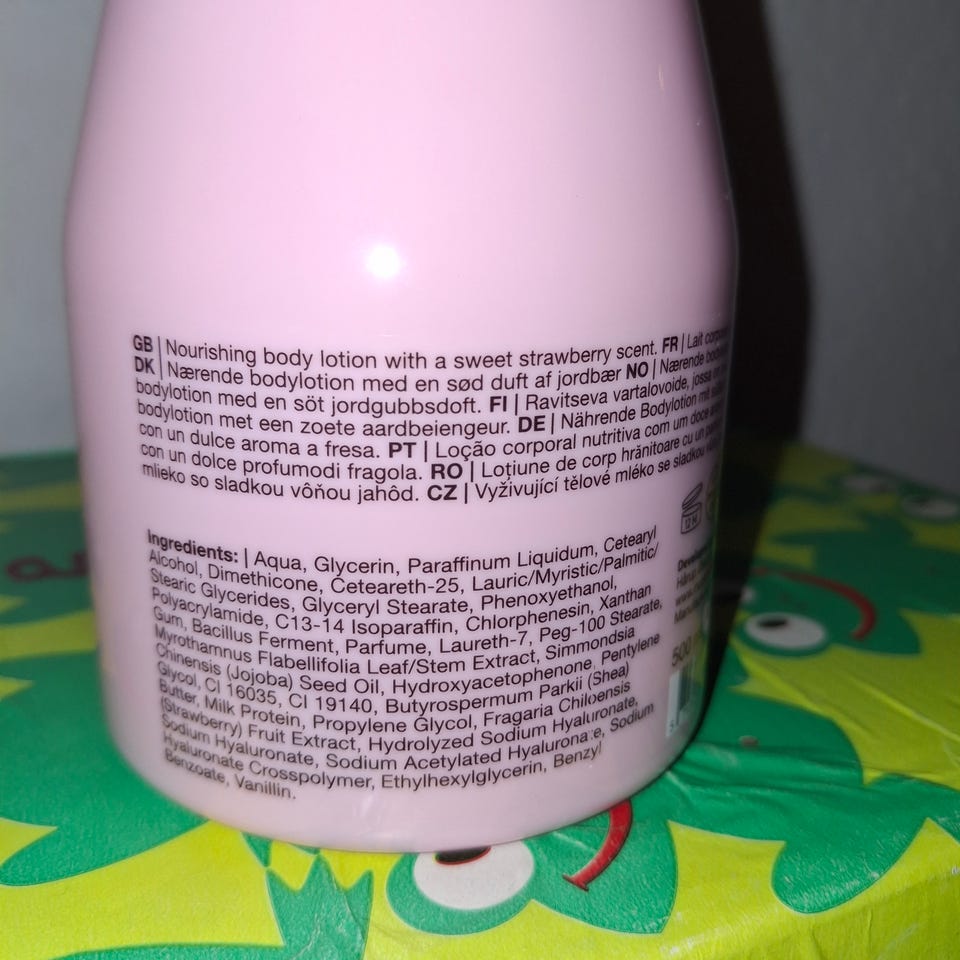 GB | Nourishing body lotion with a sweet strawberry scent. FR | Lait
DK | Nærende bodylotion med en sød duft af jordbær NO | Nærende
bodylotion med en söt jordgubbsdoft. FI | Ravitseva vartalovoide, jossa
bodylotion met een zoete aardbeiengeur. DE | Nährende Bodylotion mit
con un dulce aroma a fresa. PT | Loção corporal nutritiva com um doce
con un dolce profumodi fragola. RO | Loțiune de corp hrănitoare cu un
mlieko so sladkou vôňou jahôd. CZ | Vyživující tělové mléko se sladkou
Ingredients: | Aqua, Glycerin, Paraffinum Liquidum, Cetearyl
Alcohol, Dimethicone, Ceteareth-25, Lauric/Myristic/Palmitic/
Stearic Glycerides, Glyceryl Stearate, Phenoxyethanol,
Polyacrylamide, C13-14 Isoparaffin, Chlorphenesin, Xanthan
Gum, Bacillus Ferment, Parfume, Laureth-7, Peg-100 Stearate,
Myrothamnus Flabellifolia Leaf/Stem Extract, Simmondsia
Chinensis (Jojoba) Seed Oil, Hydroxyacetophenone, Pentylene
Glycol, CI 16035, CI 19140, Butyrospermum Parkii (Shea)
Butter, Milk Protein, Propylene Glycol, Fragaria Chiloensis
(Strawberry) Fruit Extract, Hydrolyzed Sodium Hyaluronate,
Sodium Hyaluronate, Sodium Acetylated Hyaluronate, Sodium
Hyaluronate Crosspolymer, Ethylhexylglycerin, Benzyl
Benzoate, Vanillin.
12 M
500